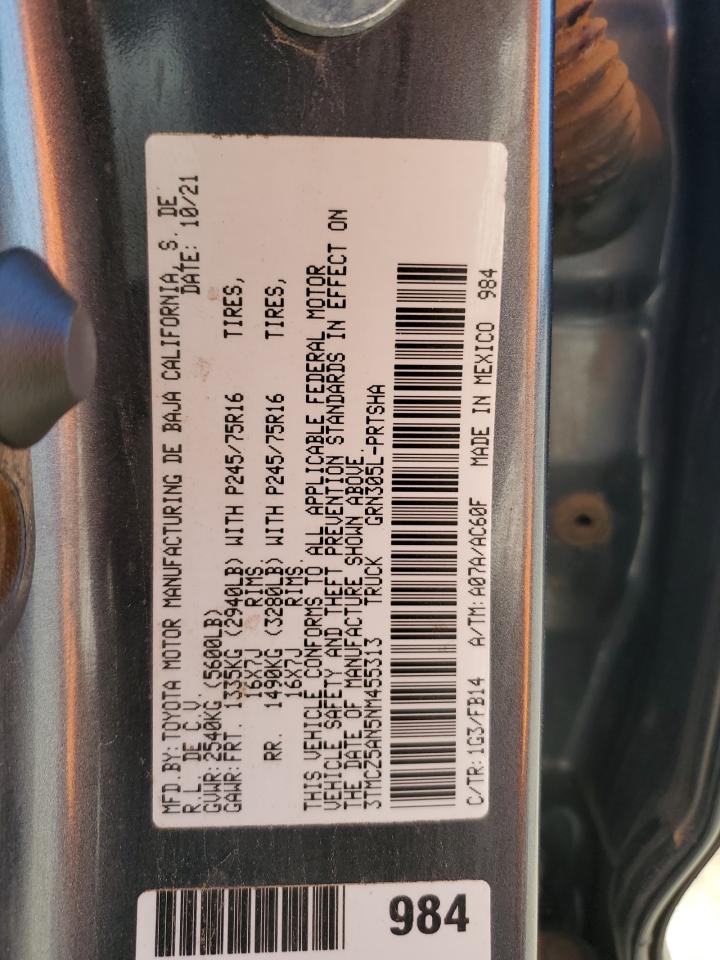 MFD.BY:TOYOTA MOTOR MANUFACTURING DE BAJA CALIFORNIA, S. DE
R.L. DE C.V. DATE: 10/21
GVWR:2540KG (5600LB)
GAWR:FRT. 1335KG (2940LB) WITH P245/75R16 TIRES,
16X7J RIMS
RR. 1490KG (3280LB) WITH P245/75R16 TIRES,
16X7J RIMS.
THIS VEHICLE CONFORMS TO ALL APPLICABLE FEDERAL MOTOR
VEHICLE SAFETY AND THEFT PREVENTION STANDARDS IN EFFECT ON
THE DATE OF MANUFACTURE SHOWN ABOVE.
3TMCZ5AN5NM455313 TRUCK GRN305L-PRTSHA
C/TR:1G3/FB14 A/TM:A07A/AC60F MADE IN MEXICO 984
984